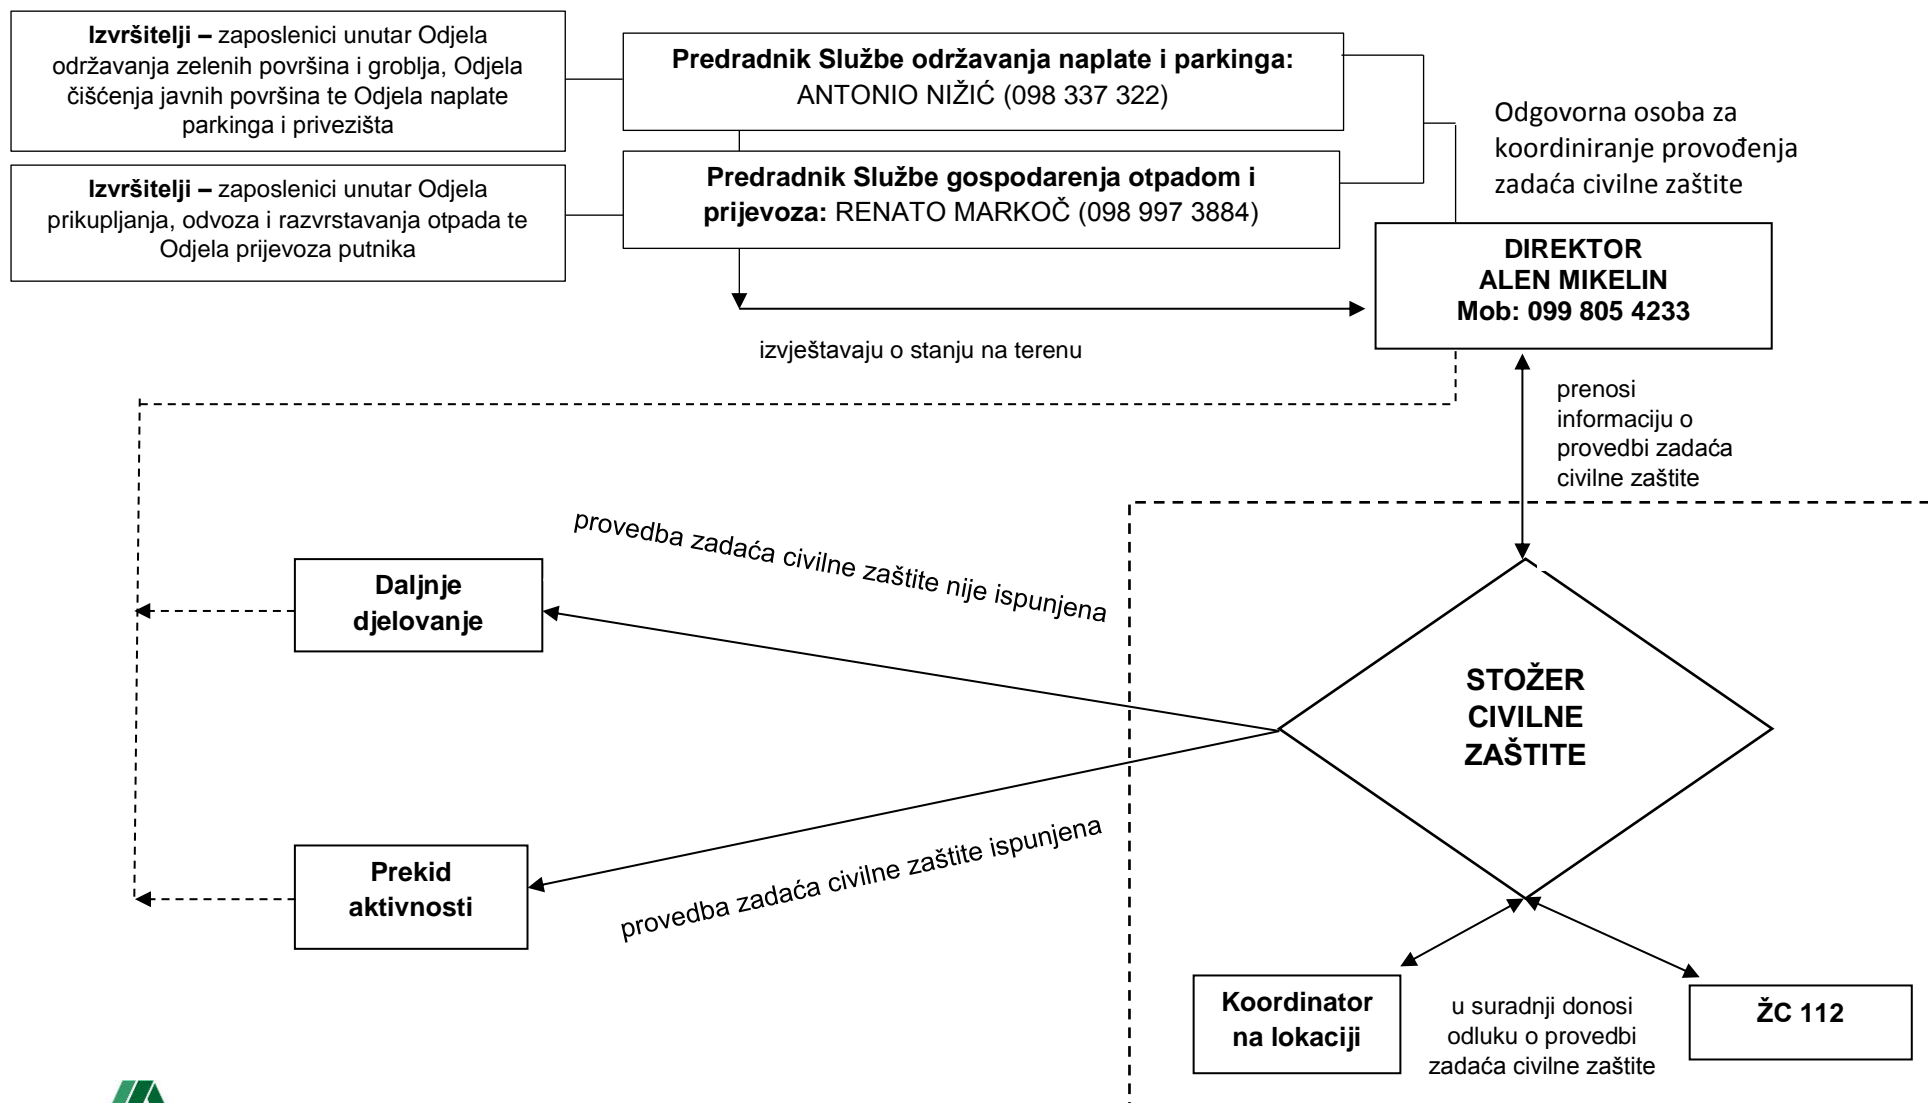 Izvršitelji – zaposlenici unutar Odjela
održavanja zelenih površina i groblja, Odjela
čišćenja javnih površina te Odjela naplate
parkinga i privezišta
Predradnik Službe održavanja naplate i parkinga:
ANTONIO NIŽIĆ (098 337 322)
Odgovorna osoba za
koordiniranje provođenja
zadaća civilne zaštite
Izvršitelji – zaposlenici unutar Odjela
prikupljanja, odvoza i razvrstavanja otpada te
Odjela prijevoza putnika
Predradnik Službe gospodarenja otpadom i
prijevoza: RENATO MARKOČ (098 997 3884)
DIREKTOR
ALEN MIKELIN
Mob: 099 805 4233
izvještavaju o stanju na terenu
prenosi
informaciju o
provedbi zadaća
civilne zaštite
provedba zadaća civilne zaštite nije ispunjena
Daljnje
djelovanje
STOŽER
CIVILNE
ZAŠTITE
provedba zadaća civilne zaštite ispunjena
Prekid
aktivnosti
Koordinator
na lokaciji
u suradnji donosi
odluku o provedbi
zadaća civilne zaštite
ŽC 112